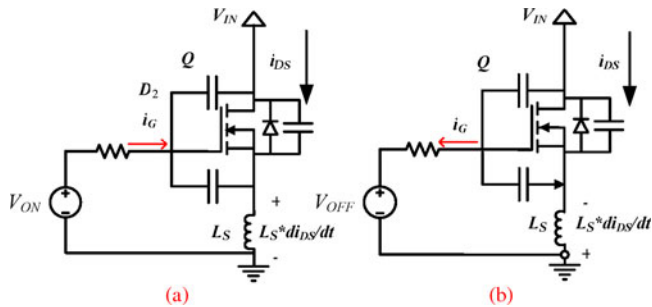 V_IN
Q
i_DS
D_2
i_G
V_ON
+
-
+
L_S
L_S*di_DS/dt
-
(a)
V_IN
Q
i_DS
i_G
V_OFF
+
-
-
L_S
L_S*di_DS/dt
+
(b)